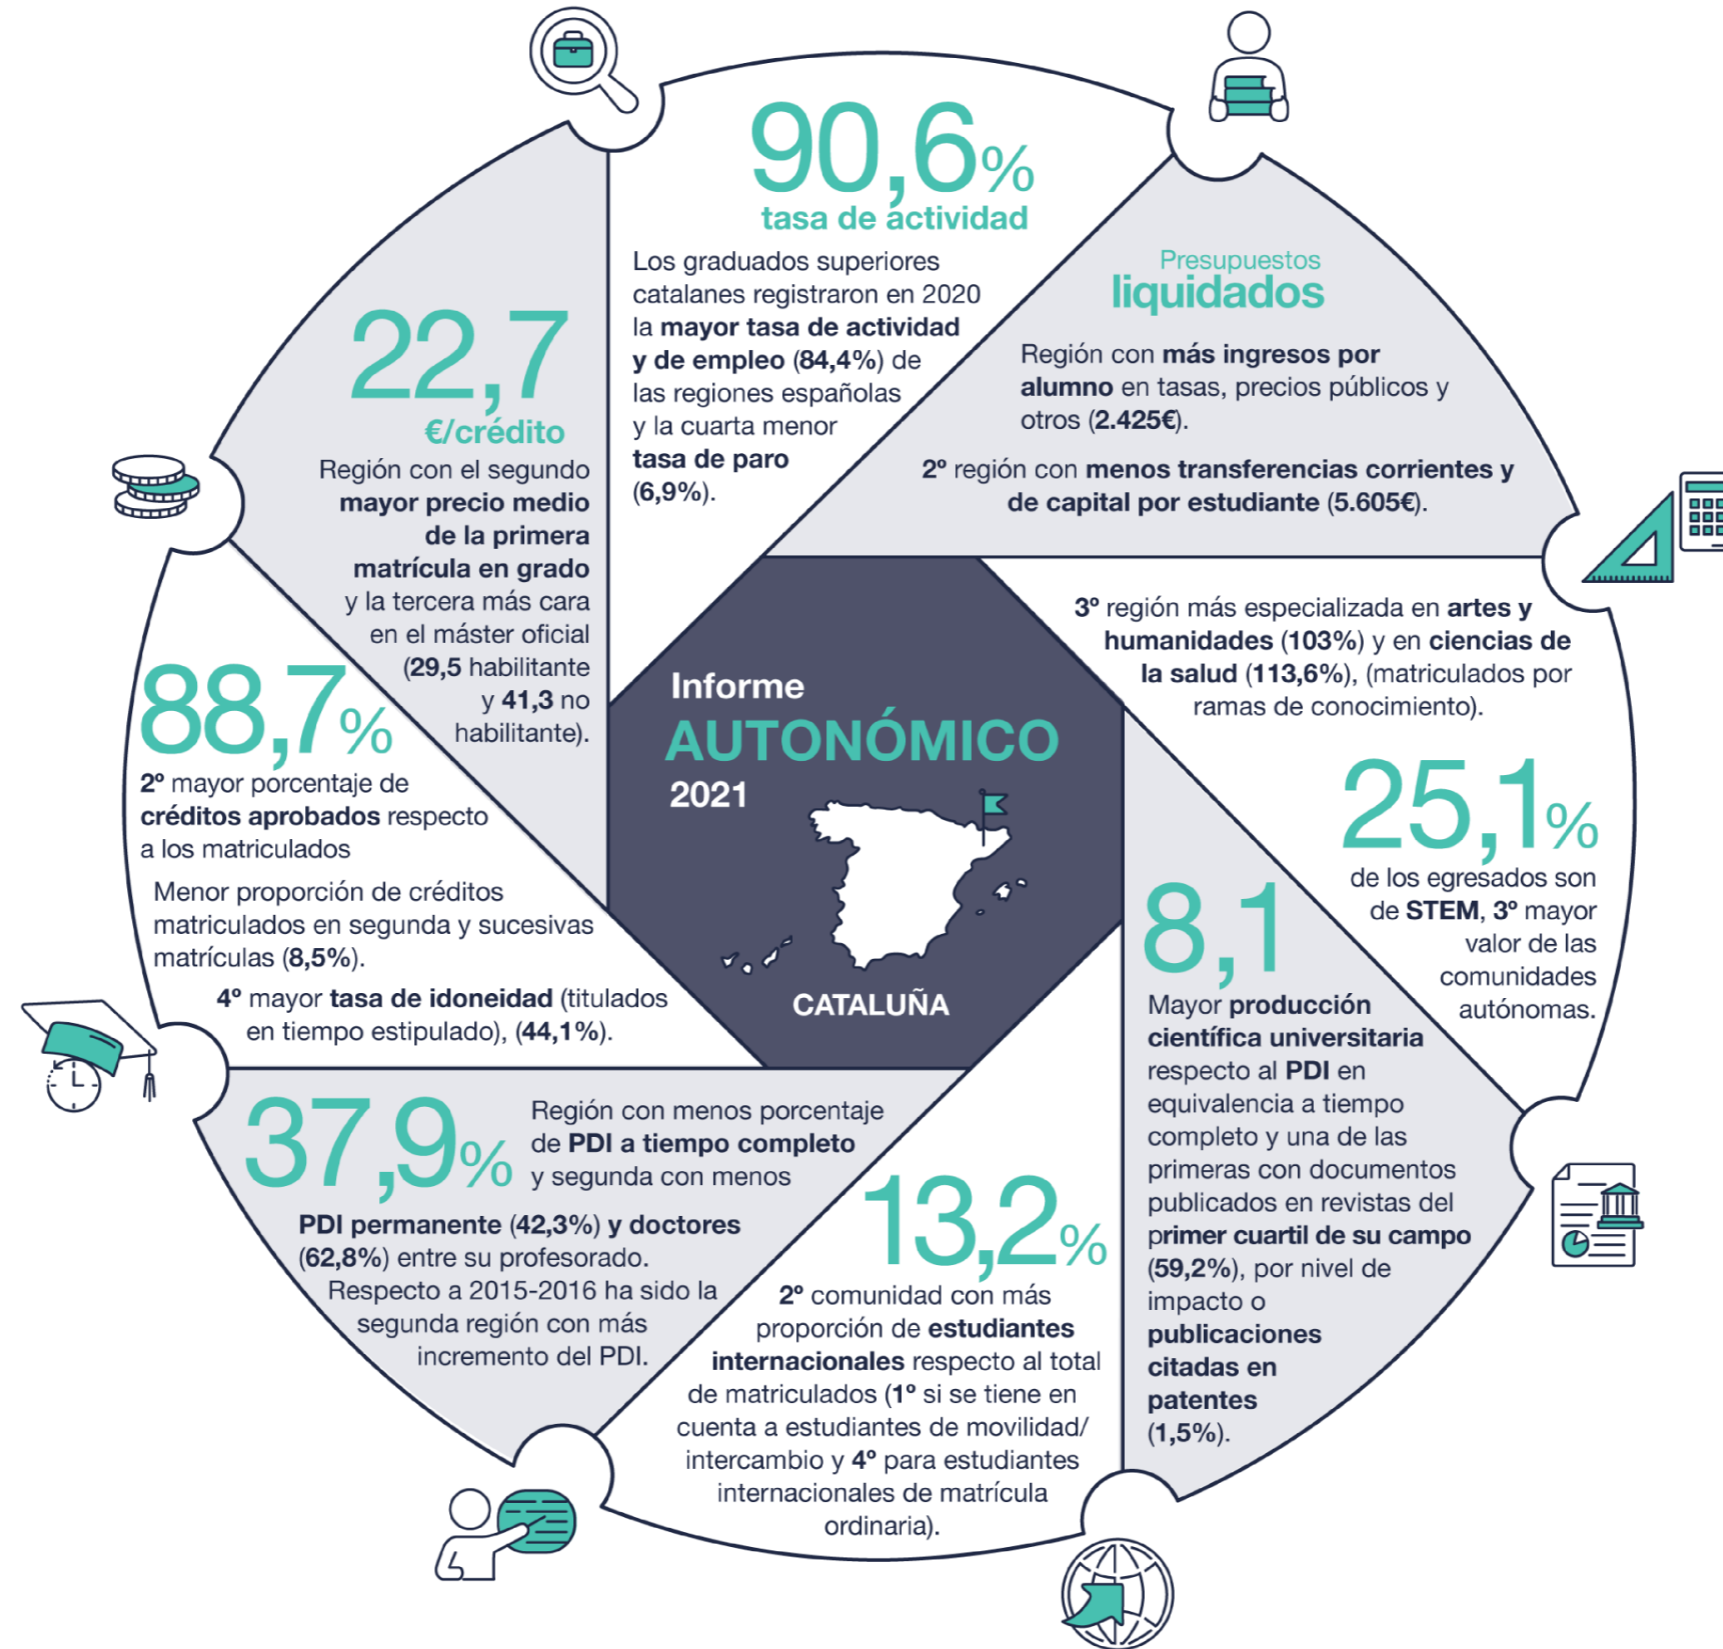 90,6%
tasa de actividad
Los graduados superiores
catalanes registraron en 2020
la mayor tasa de actividad
y de empleo (84,4%) de
las regiones españolas
y la cuarta menor
tasa de paro
(6,9%).
Presupuestos
liquidados
Región con más ingresos por
alumno en tasas, precios públicos y
otros (2.425€).
2º región con menos transferencias corrientes y
de capital por estudiante (5.605€).
3º región más especializada en artes y
humanidades (103%) y en ciencias de
la salud (113,6%), (matriculados por
ramas de conocimiento).
25,1%
de los egresados son
de STEM, 3º mayor
valor de las
comunidades
autónomas.
8,1
Mayor producción
científica universitaria
respecto al PDI en
equivalencia a tiempo
completo y una de las
primeras con documentos
publicados en revistas del
primer cuartil de su campo
(59,2%), por nivel de
impacto o
publicaciones
citadas en
patentes
(1,5%).
13,2%
2º comunidad con más
proporción de estudiantes
internacionales respecto al total
de matriculados (1º si se tiene en
cuenta a estudiantes de movilidad/
intercambio y 4º para estudiantes
internacionales de matrícula
ordinaria).
37,9%
Región con menos porcentaje
de PDI a tiempo completo
y segunda con menos
PDI permanente (42,3%) y doctores
(62,8%) entre su profesorado.
Respecto a 2015-2016 ha sido la
segunda región con más
incremento del PDI.
88,7%
2º mayor porcentaje de
créditos aprobados respecto
a los matriculados
Menor proporción de créditos
matriculados en segunda y sucesivas
matrículas (8,5%).
4º mayor tasa de idoneidad (titulados
en tiempo estipulado), (44,1%).
22,7
€/crédito
Región con el segundo
mayor precio medio
de la primera
matrícula en grado
y la tercera más cara
en el máster oficial
(29,5 habilitante
y 41,3 no
habilitante).
Informe
AUTONÓMICO
2021
CATALUÑA